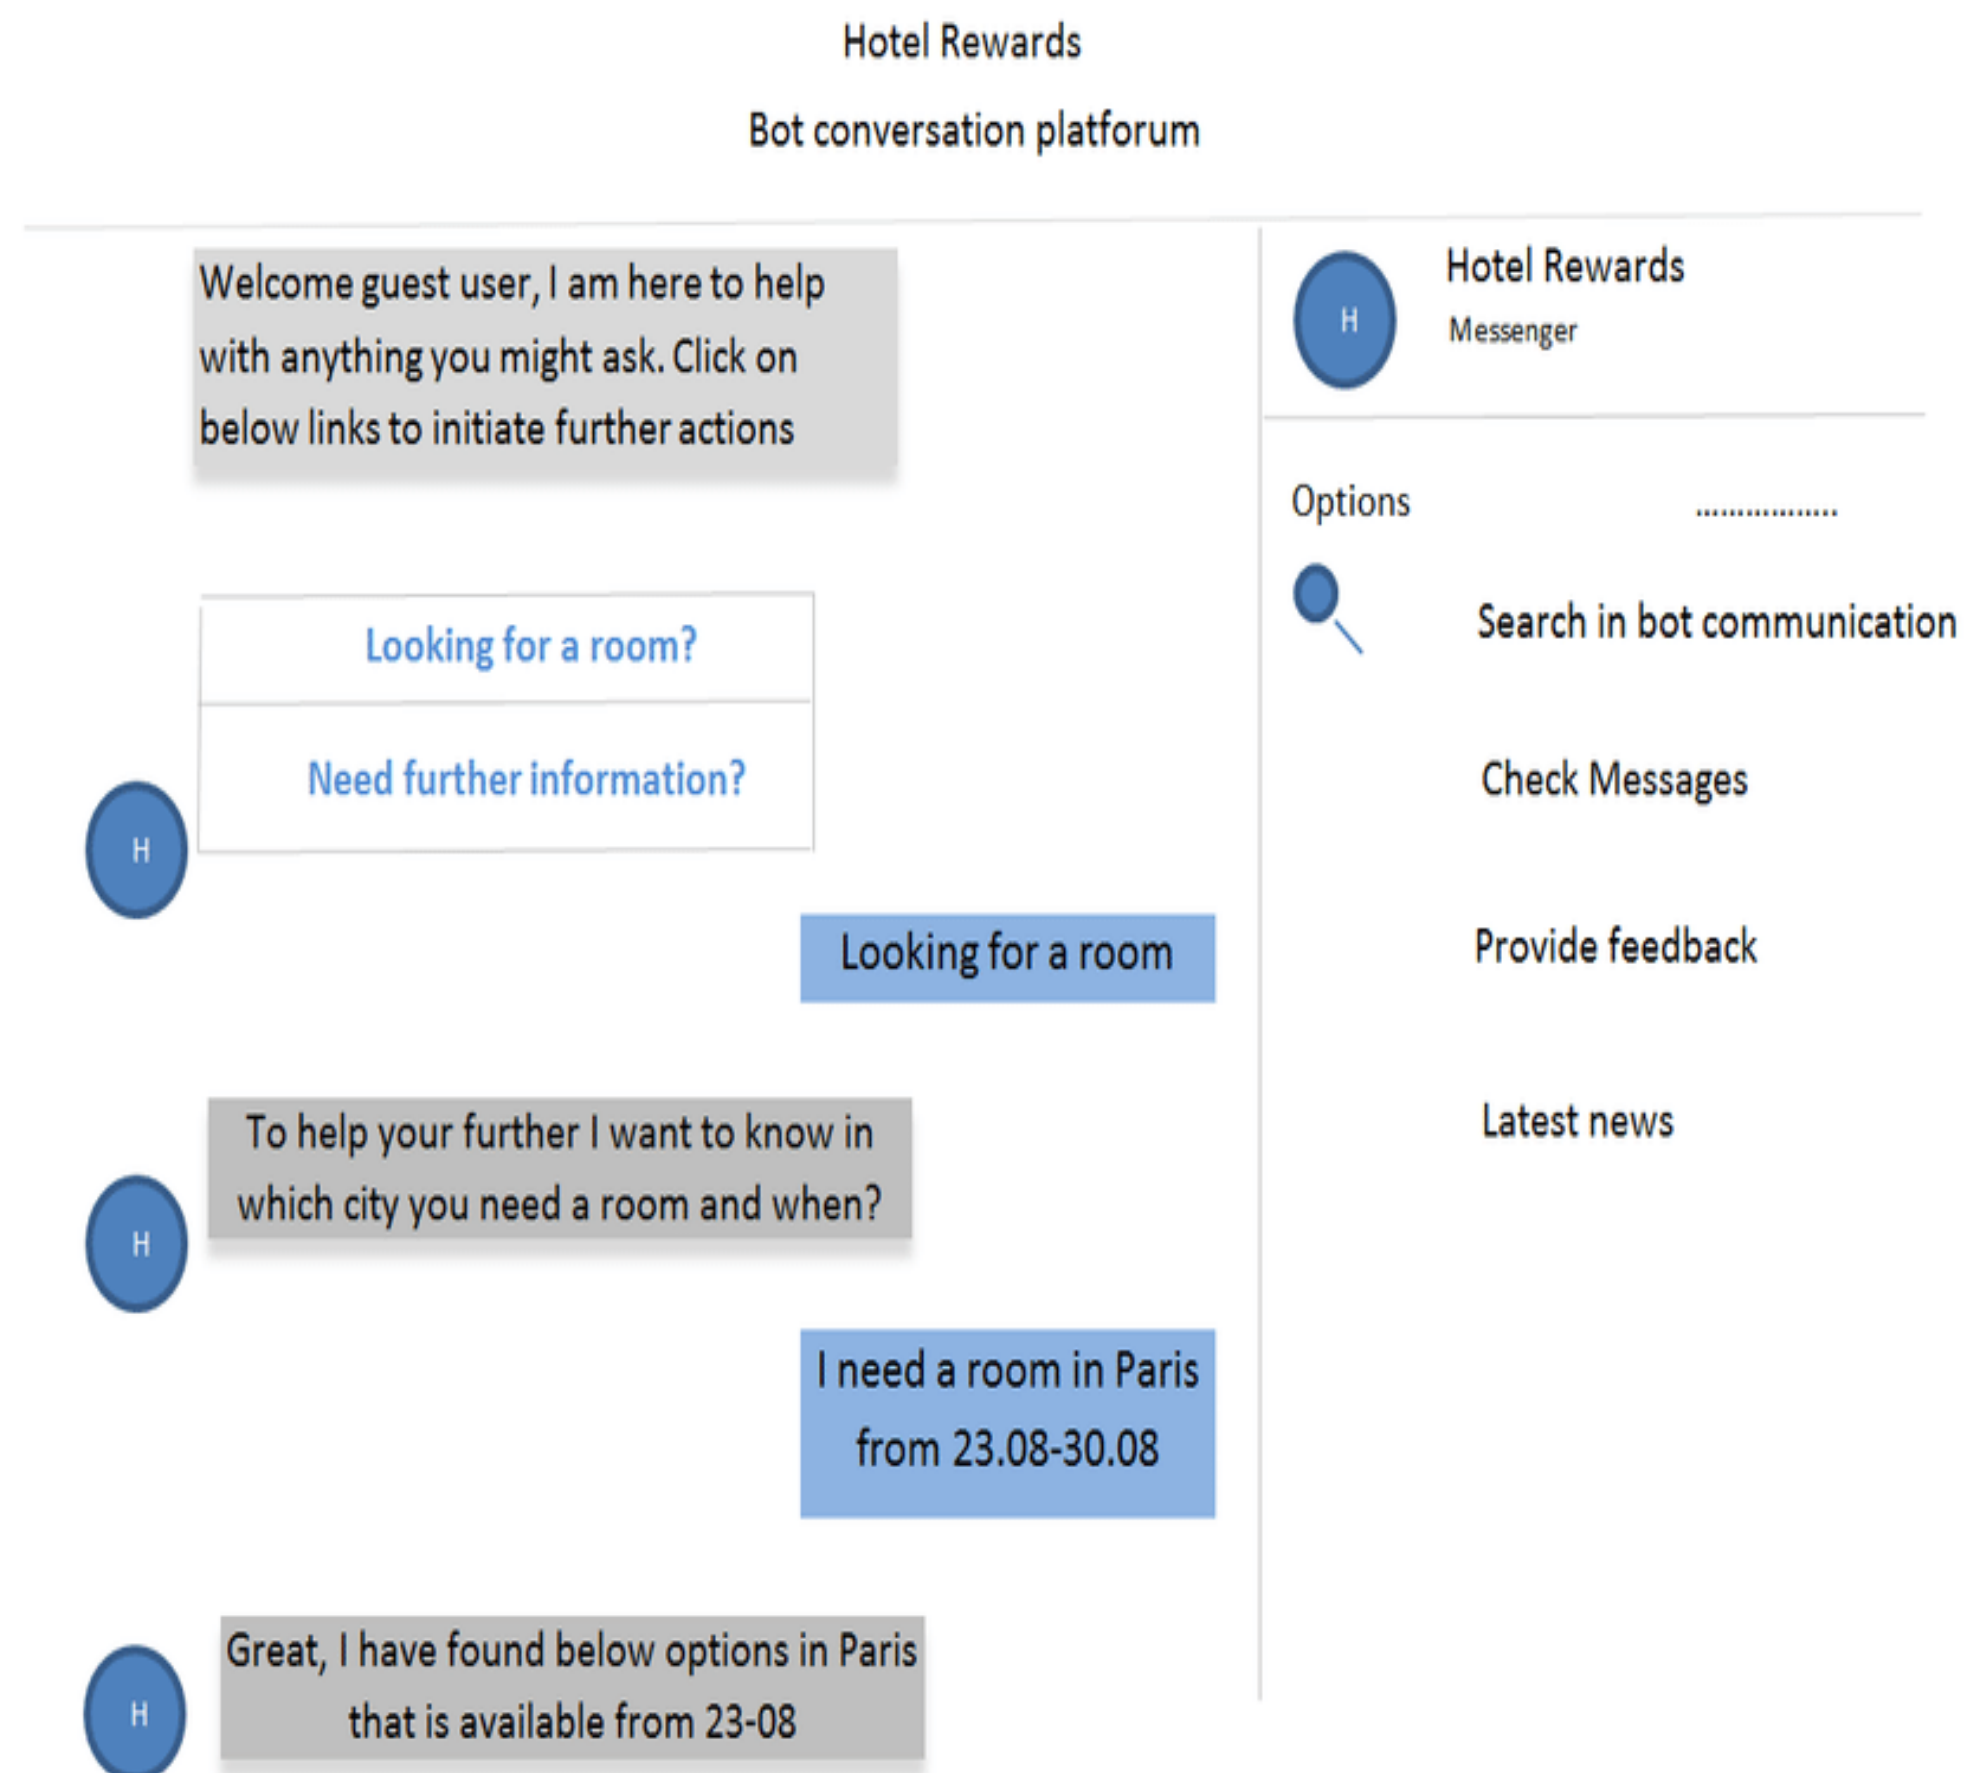 Hotel Rewards
Bot conversation platforum
Welcome guest user, I am here to help
with anything you might ask. Click on
below links to initiate further actions
Looking for a room?
Need further information?
H
Looking for a room
To help your further I want to know in
which city you need a room and when?
H
I need a room in Paris
from 23.08-30.08
Great, I have found below options in Paris
that is available from 23-08
H
H
Hotel Rewards
Messenger
Options .................
Search in bot communication
Check Messages
Provide feedback
Latest news